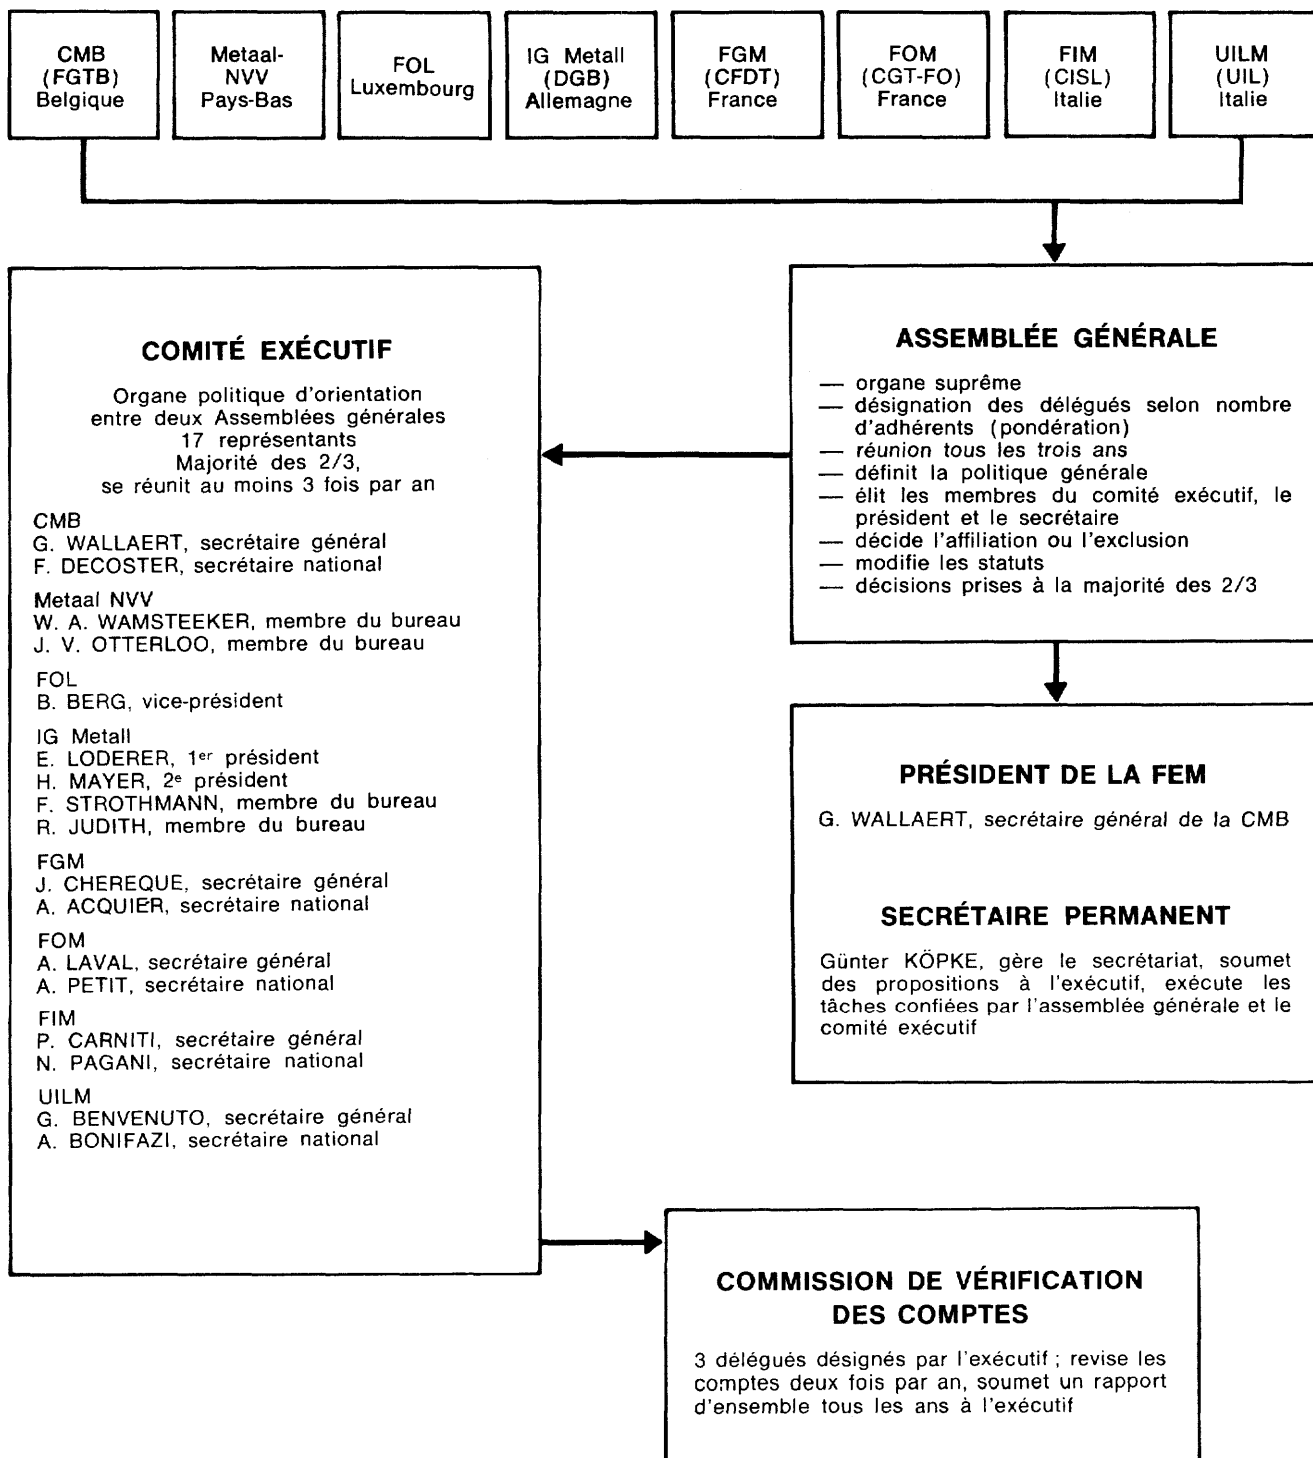 CMB
(FGTB)
Belgique
Metaal-
NVV
Pays-Bas
FOL
Luxembourg
IG Metall
(DGB)
Allemagne
FGM
(CFDT)
France
FOM
(CGT-FO)
France
FIM
(CISL)
Italie
UILM
(UIL)
Italie
COMITÉ EXÉCUTIF
Organe politique d'orientation
entre deux Assemblées générales
17 représentants
Majorité des 2/3,
se réunit au moins 3 fois par an
CMB
G. WALLAERT, secrétaire général
F. DECOSTER, secrétaire national
Metaal NVV
W. A. WAMSTEEKER, membre du bureau
J. V. OTTERLOO, membre du bureau
FOL
B. BERG, vice-président
IG Metall
E. LODERER, 1er président
H. MAYER, 2e président
F. STROTHMANN, membre du bureau
R. JUDITH, membre du bureau
FGM
J. CHEREQUE, secrétaire général
A. ACQUIER, secrétaire national
FOM
A. LAVAL, secrétaire général
A. PETIT, secrétaire national
FIM
P. CARNITI, secrétaire général
N. PAGANI, secrétaire national
UILM
G. BENVENUTO, secrétaire général
A. BONIFAZI, secrétaire national
ASSEMBLÉE GÉNÉRALE
— organe suprême
— désignation des délégués selon nombre
d'adhérents (pondération)
— réunion tous les trois ans
— définit la politique générale
— élit les membres du comité exécutif, le
président et le secrétaire
— décide l'affiliation ou l'exclusion
— modifie les statuts
— décisions prises à la majorité des 2/3
PRÉSIDENT DE LA FEM
G. WALLAERT, secrétaire général de la CMB
SECRÉTAIRE PERMANENT
Günter KÖPKE, gère le secrétariat, soumet
des propositions à l'exécutif, exécute les
tâches confiées par l'assemblée générale et le
comité exécutif
COMMISSION DE VÉRIFICATION
DES COMPTES
3 délégués désignés par l'exécutif ; revise les
comptes deux fois par an, soumet un rapport
d'ensemble tous les ans à l'exécutif